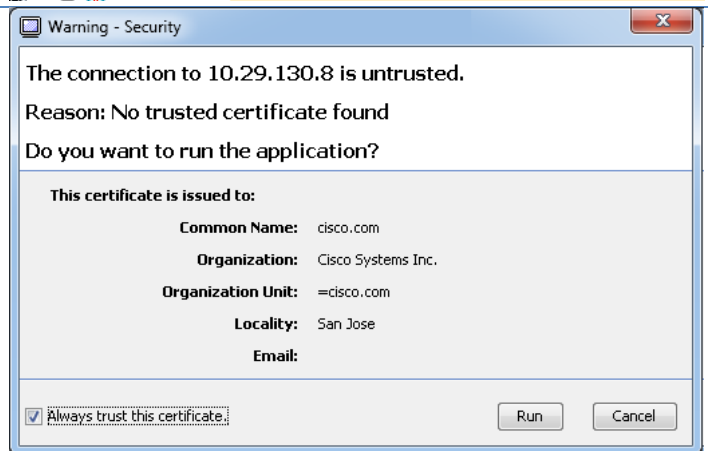 Warning - Security
The connection to 10.29.130.8 is untrusted.
Reason: No trusted certificate found
Do you want to run the application?
This certificate is issued to:
Common Name: cisco.com
Organization: Cisco Systems Inc.
Organization Unit: =cisco.com
Locality: San Jose
Email:
Always trust this certificate. Run Cancel